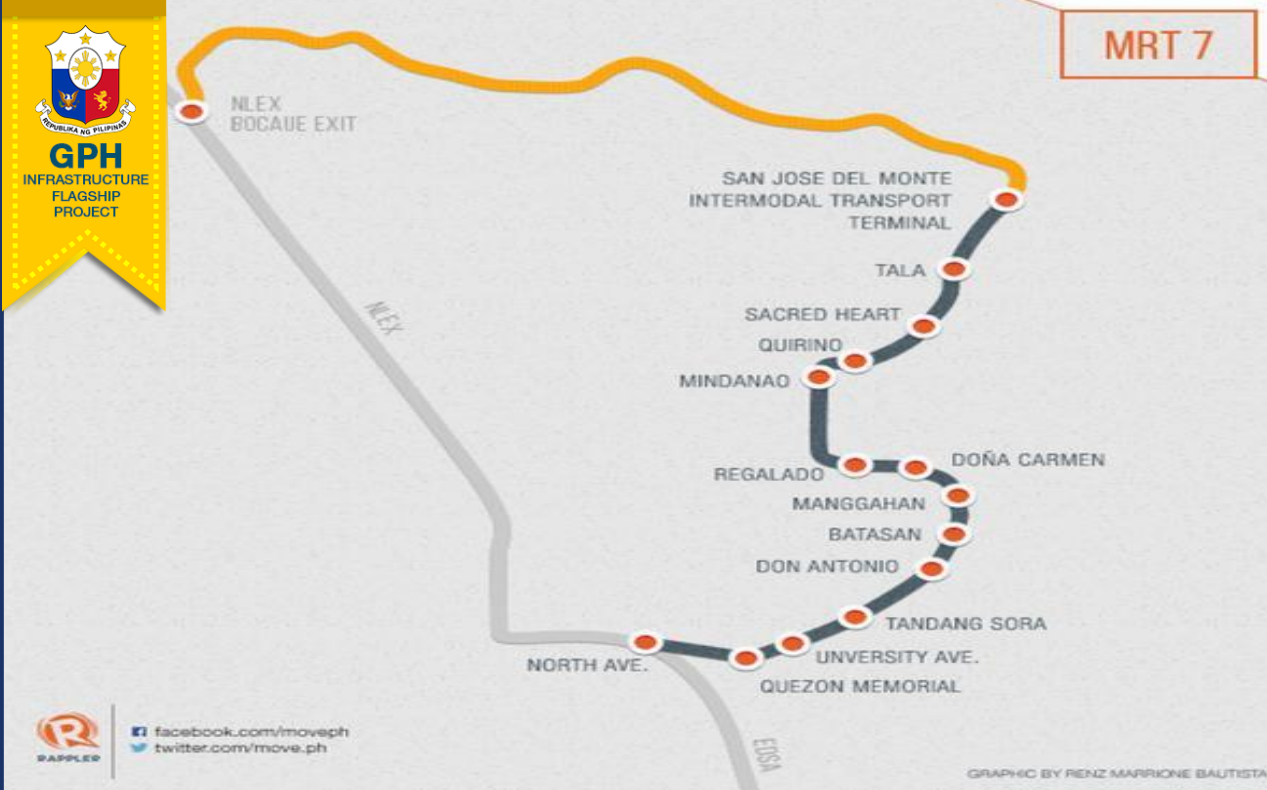 REPUBLIKA NG PILIPINAS
GPH
INFRASTRUCTURE
FLAGSHIP
PROJECT
MRT 7
NLEX
BOCAUE EXIT
SAN JOSE DEL MONTE
INTERMODAL TRANSPORT
TERMINAL
TALA
SACRED HEART
QUIRINO
MINDANAO
NLEX
REGALADO
DOÑA CARMEN
MANGGAHAN
BATASAN
DON ANTONIO
TANDANG SORA
UNVERSITY AVE.
NORTH AVE.
QUEZON MEMORIAL
EDSA
R
RAPPLER
facebook.com/moveph
twitter.com/move.ph
GRAPHIC BY RENZ MARRIONE BAUTISTA